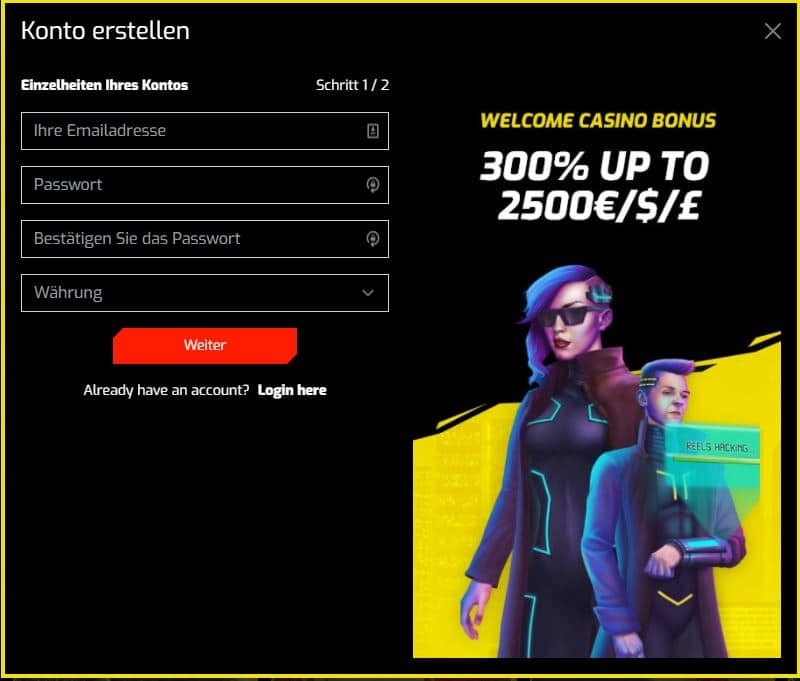 Konto erstellen
Einzelheiten Ihres Kontos
Schritt 1 / 2
Ihre Emailadresse
Passwort
Bestätigen Sie das Passwort
Währung
Weiter
Already have an account? Login here
WELCOME CASINO BONUS
300% UP TO
2500€/$/£
REELS HACKING...